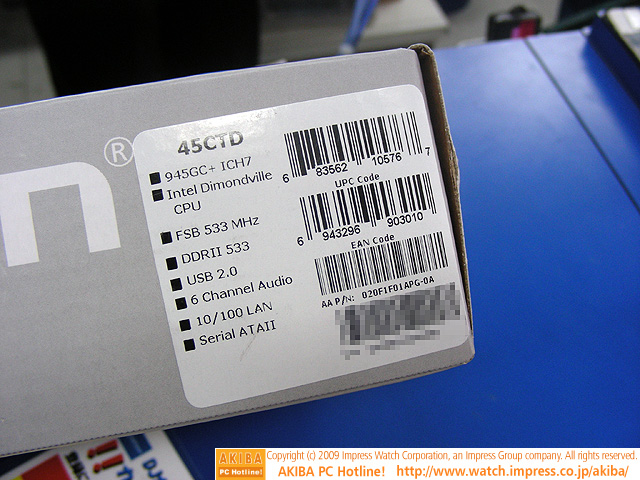 n®
45CTD
■ 945GC+ ICH7
■ Intel Dimondville
CPU
■ FSB 533 MHz
■ DDRII 533
■ USB 2.0
■ 6 Channel Audio
■ 10/100 LAN
■ Serial ATAII
6 83562 10576 7
UPC Code
6 943296 903010
EAN Code
AA P/N: 020F1F01APG-0A
AKIBA
PC Hotline!
Copyright (c) 2009 Impress Watch Corporation, an Impress Group company. All rights reserved.
AKIBA PC Hotline! http://www.watch.impress.co.jp/akiba/